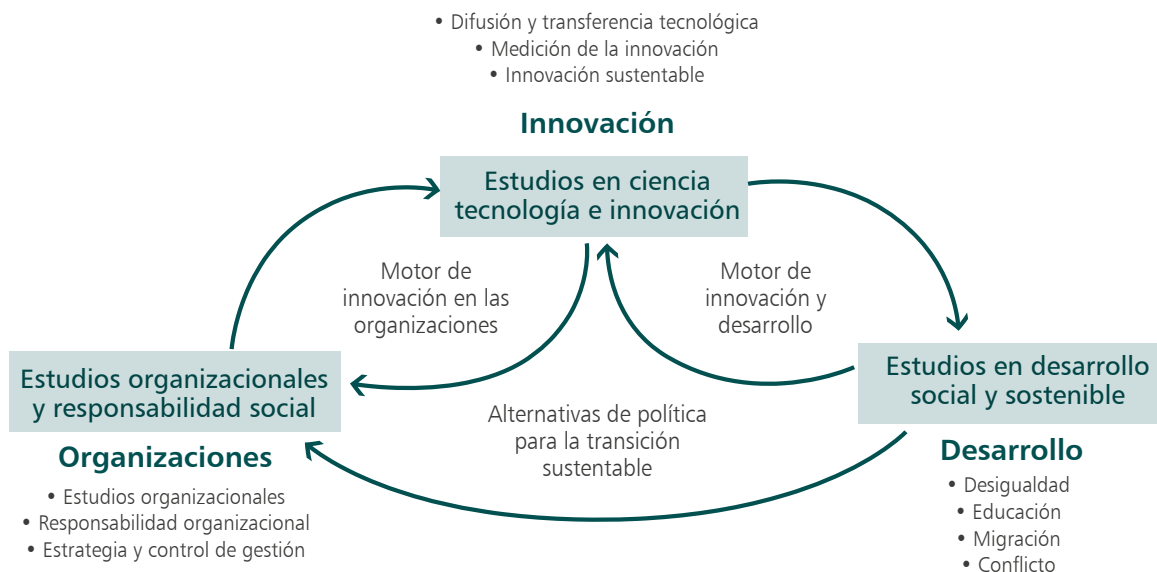 • Difusión y transferencia tecnológica
• Medición de la innovación
• Innovación sustentable
Innovación
Estudios en ciencia
tecnología e innovación
Motor de
innovación en las
organizaciones
Motor de
innovación y
desarrollo
Estudios organizacionales
y responsabilidad social
Organizaciones
• Estudios organizacionales
• Responsabilidad organizacional
• Estrategia y control de gestión
Alternativas de política
para la transición
sustentable
Estudios en desarrollo
social y sostenible
Desarrollo
• Desigualdad
• Educación
• Migración
• Conflicto